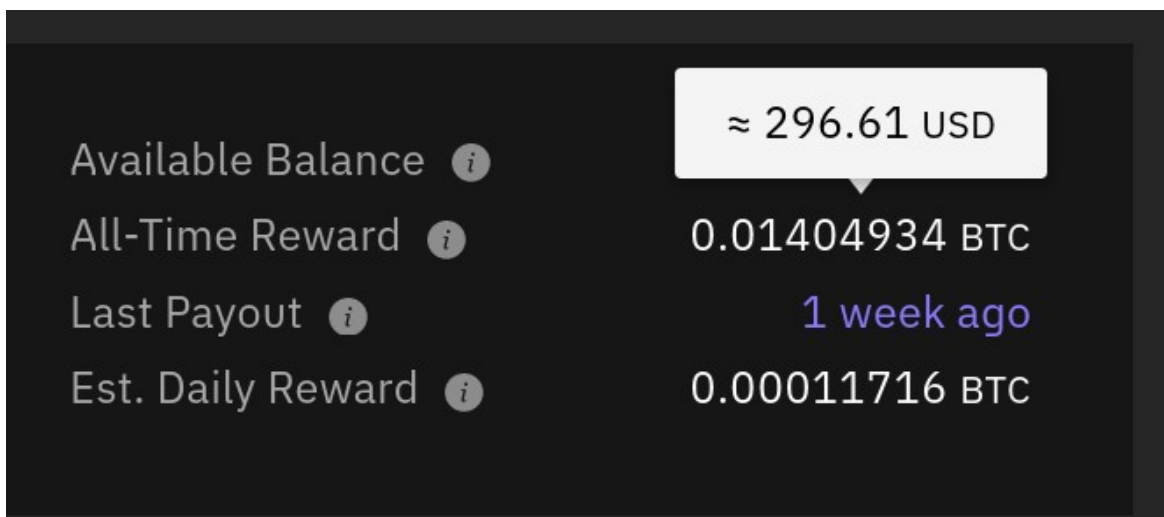 ≈ 296.61 USD
Available Balance i
All-Time Reward i 0.01404934 BTC
Last Payout i 1 week ago
Est. Daily Reward i 0.00011716 BTC